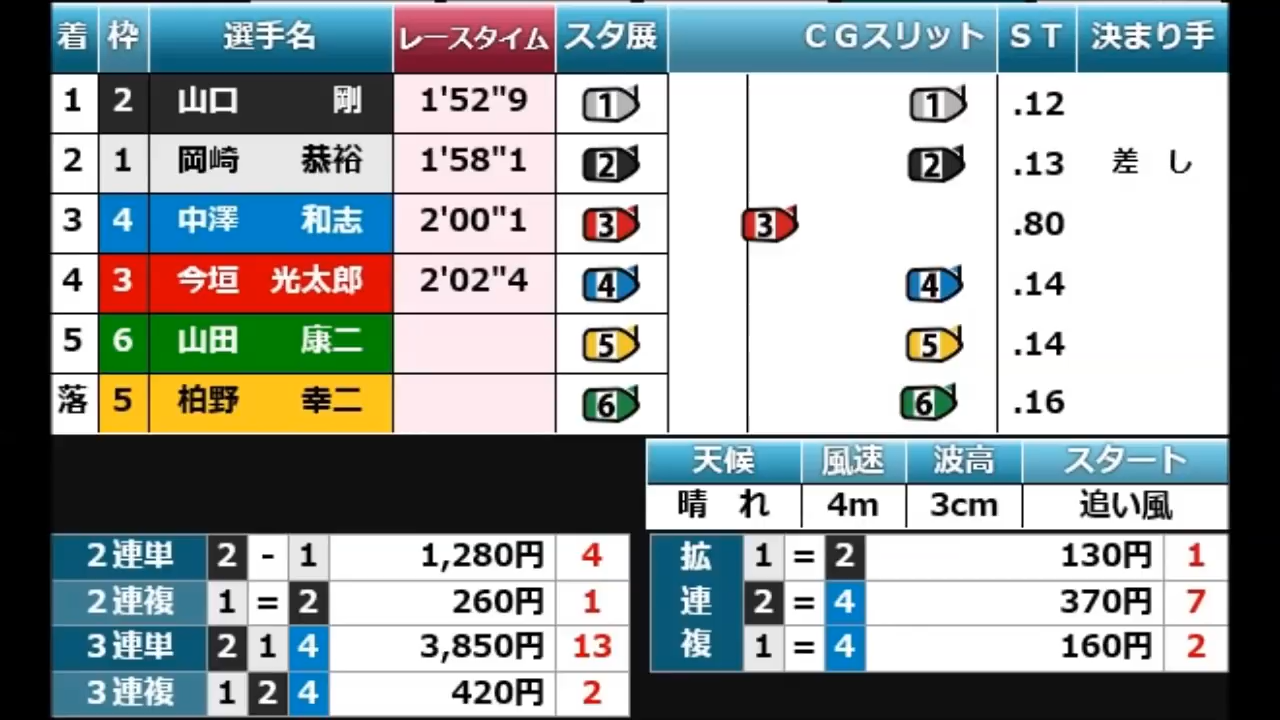 着 枠 選手名 レースタイム スタ展 CGスリット ST 決まり手
1 2 山口 剛 1'52"9 1 1 .12
2 1 岡崎 恭裕 1'58"1 2 2 .13 差 し
3 4 中澤 和志 2'00"1 3 3 .80
4 3 今垣 光太郎 2'02"4 4 4 .14
5 6 山田 康二 5 5 .14
落 5 柏野 幸二 6 6 .16
天候 風速 波高 スタート
晴 れ 4m 3cm 追い風
2連単 2 - 1 1,280円 4
2連複 1 = 2 260円 1
3連単 2 1 4 3,850円 13
3連複 1 2 4 420円 2
拡 1 = 2 130円 1
連 2 = 4 370円 7
複 1 = 4 160円 2